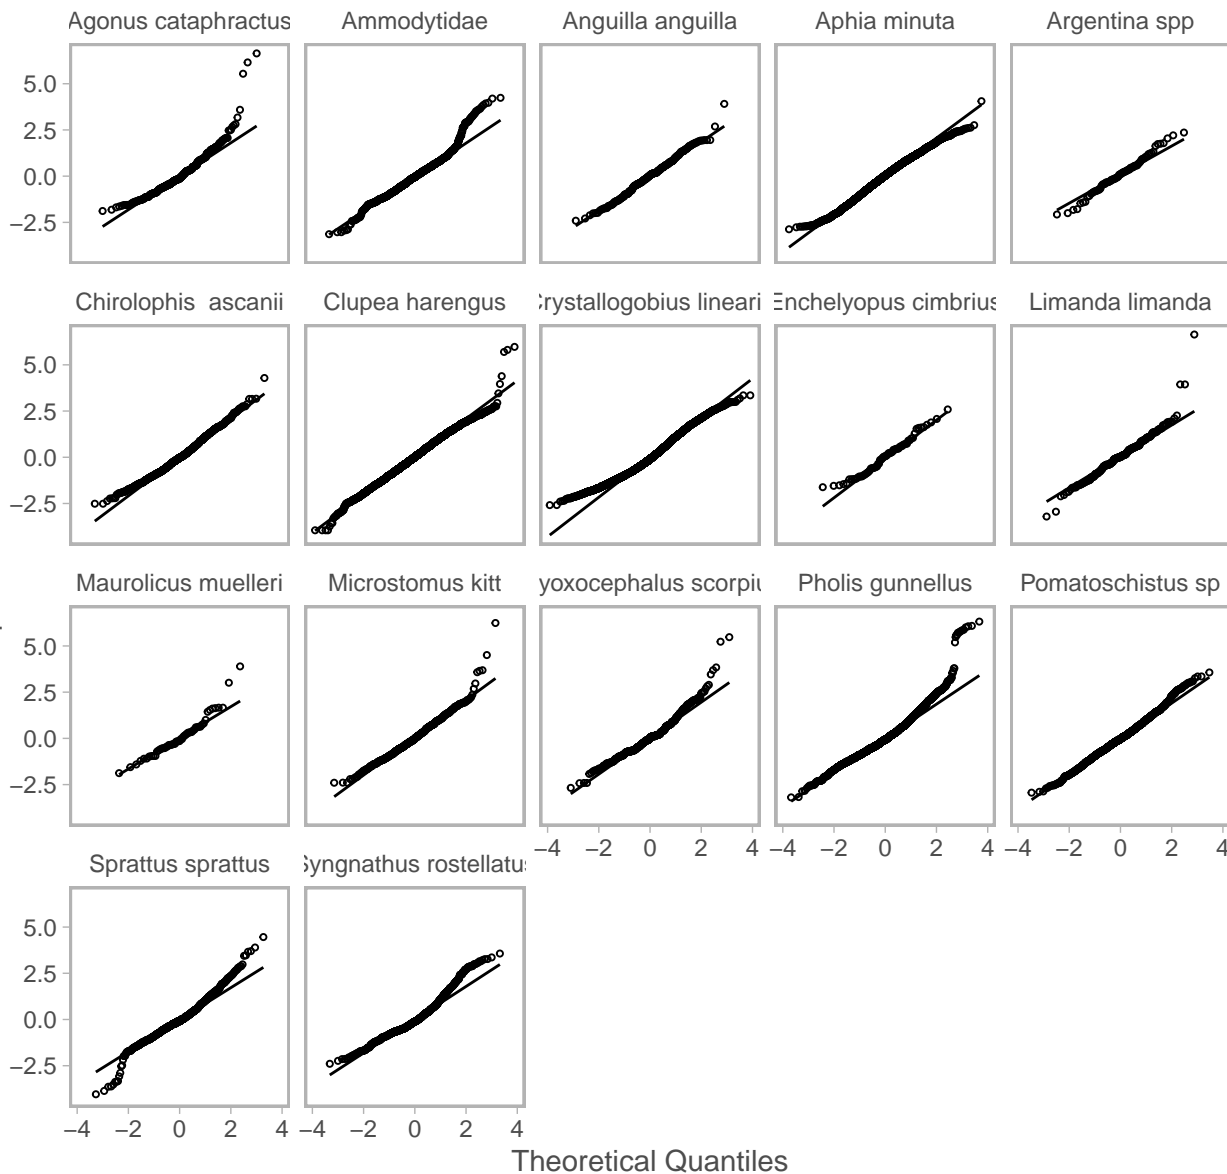 Agonus cataphractus Ammodytidae Anguilla anguilla Aphia minuta Argentina spp
5.0
2.5
0.0
−2.5
Chirolophis  ascanii Clupea harengus Crystallogobius lineari Enchelyopus cimbrius Limanda limanda
5.0
2.5
0.0
−2.5
Maurolicus muelleri Microstomus kitt yoxocephalus scorpiu Pholis gunnellus Pomatoschistus sp
5.0
2.5
0.0
−2.5
−4 −2 0 2 4 −4 −2 0 2 4 −4 −2 0 2 4
Sprattus sprattus Syngnathus rostellatus
5.0
2.5
0.0
−2.5
−4 −2 0 2 4 −4 −2 0 2 4
Theoretical Quantiles